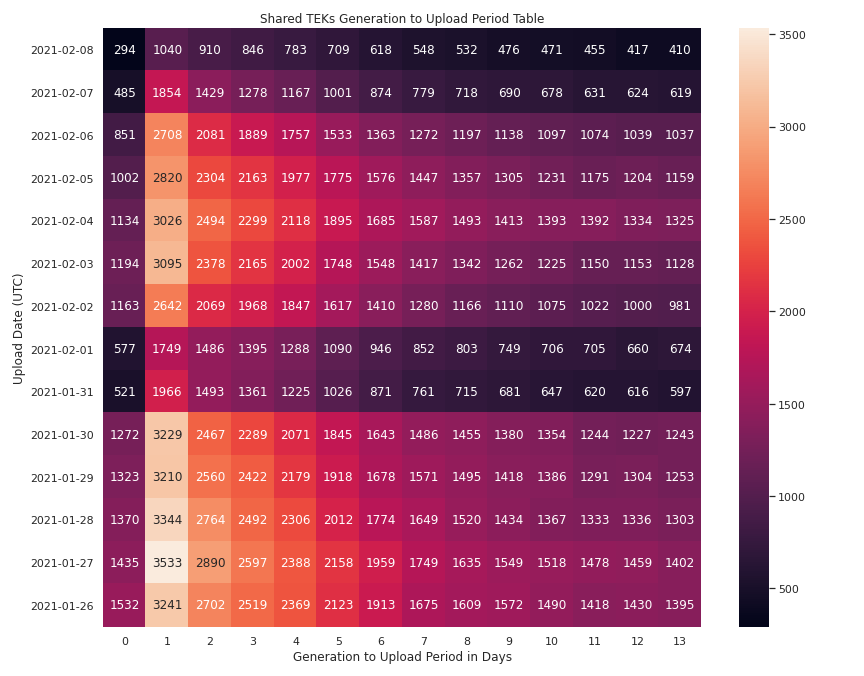 Shared TEKs Generation to Upload Period Table
Upload Date (UTC)
2021-02-08 294 1040 910 846 783 709 618 548 532 476 471 455 417 410
2021-02-07 485 1854 1429 1278 1167 1001 874 779 718 690 678 631 624 619
2021-02-06 851 2708 2081 1889 1757 1533 1363 1272 1197 1138 1097 1074 1039 1037
2021-02-05 1002 2820 2304 2163 1977 1775 1576 1447 1357 1305 1231 1175 1204 1159
2021-02-04 1134 3026 2494 2299 2118 1895 1685 1587 1493 1413 1393 1392 1334 1325
2021-02-03 1194 3095 2378 2165 2002 1748 1548 1417 1342 1262 1225 1150 1153 1128
2021-02-02 1163 2642 2069 1968 1847 1617 1410 1280 1166 1110 1075 1022 1000 981
2021-02-01 577 1749 1486 1395 1288 1090 946 852 803 749 706 705 660 674
2021-01-31 521 1966 1493 1361 1225 1026 871 761 715 681 647 620 616 597
2021-01-30 1272 3229 2467 2289 2071 1845 1643 1486 1455 1380 1354 1244 1227 1243
2021-01-29 1323 3210 2560 2422 2179 1918 1678 1571 1495 1418 1386 1291 1304 1253
2021-01-28 1370 3344 2764 2492 2306 2012 1774 1649 1520 1434 1367 1333 1336 1303
2021-01-27 1435 3533 2890 2597 2388 2158 1959 1749 1635 1549 1518 1478 1459 1402
2021-01-26 1532 3241 2702 2519 2369 2123 1913 1675 1609 1572 1490 1418 1430 1395
0 1 2 3 4 5 6 7 8 9 10 11 12 13
Generation to Upload Period in Days
3500
3000
2500
2000
1500
1000
500